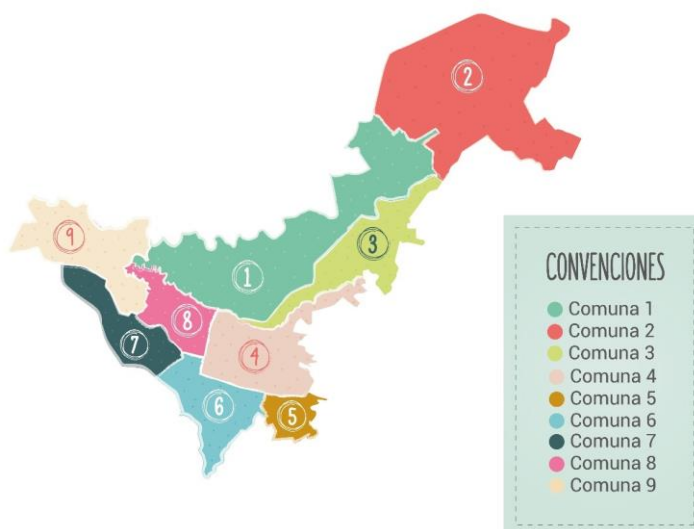 2
9
3
1
8
7
4
6
5
CONVENCIONES
Comuna 1
Comuna 2
Comuna 3
Comuna 4
Comuna 5
Comuna 6
Comuna 7
Comuna 8
Comuna 9